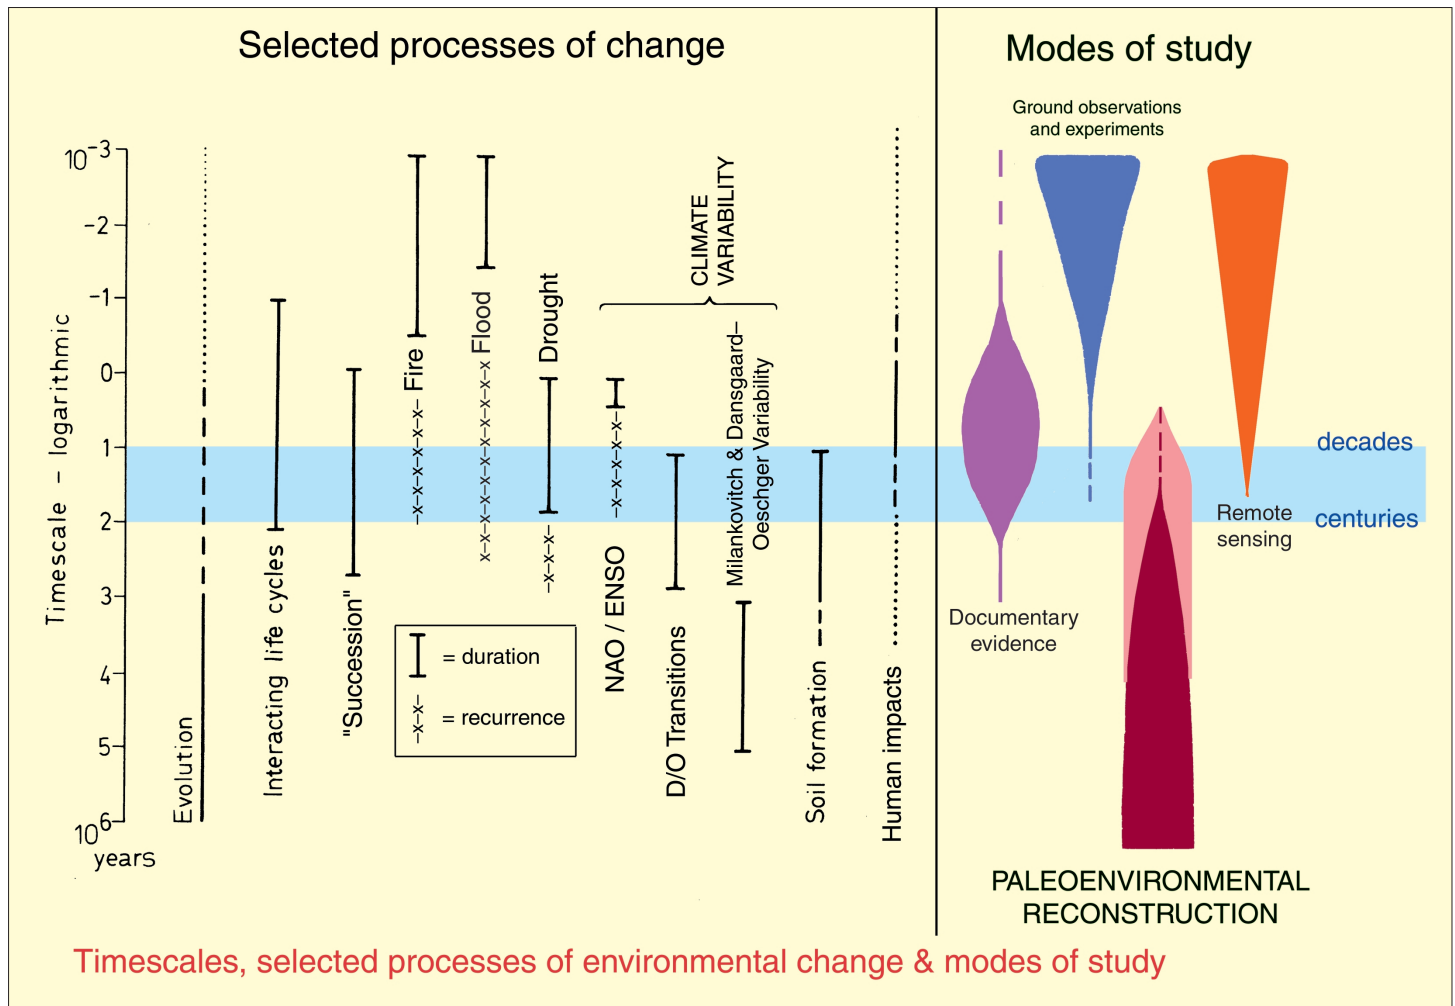 Selected processes of change
Modes of study
Ground observations
and experiments
10-3
-2
-1
0
1
2
3
4
5
106
years
Timescale – logarithmic
Evolution
Interacting life cycles
"Succession"
-x-x-x-x-x-x- Fire
x-x-x-x-x-x-x-x-x-x Flood
-x-x-x- Drought
NAO / ENSO
-x-x-x-x-x-
CLIMATE
VARIABILITY
D/O Transitions
Milankovitch & Dansgaard–
Oeschger Variability
Soil formation
Human impacts
= duration
-x-x- = recurrence
decades
centuries
Remote
sensing
Documentary
evidence
PALEOENVIRONMENTAL
RECONSTRUCTION
Timescales, selected processes of environmental change & modes of study